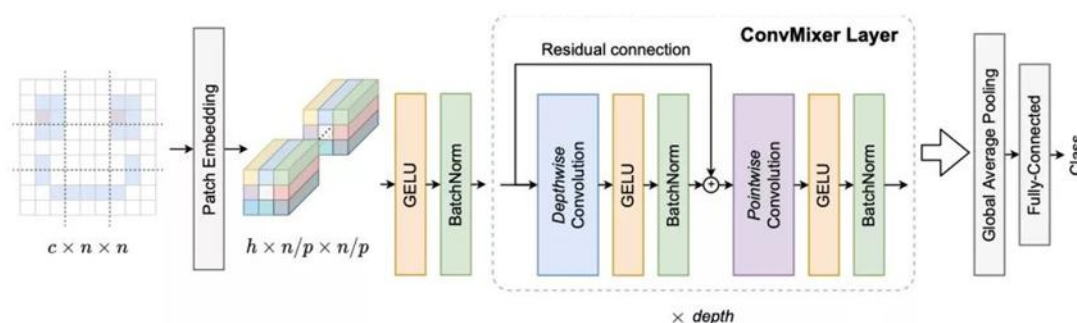 c × n × n
Patch Embedding
h × n/p × n/p
GELU
BatchNorm
ConvMixer Layer
Residual connection
Depthwise
Convolution
GELU
BatchNorm
+
Pointwise
Convolution
GELU
BatchNorm
× depth
Global Average Pooling
Fully-Connected
Class